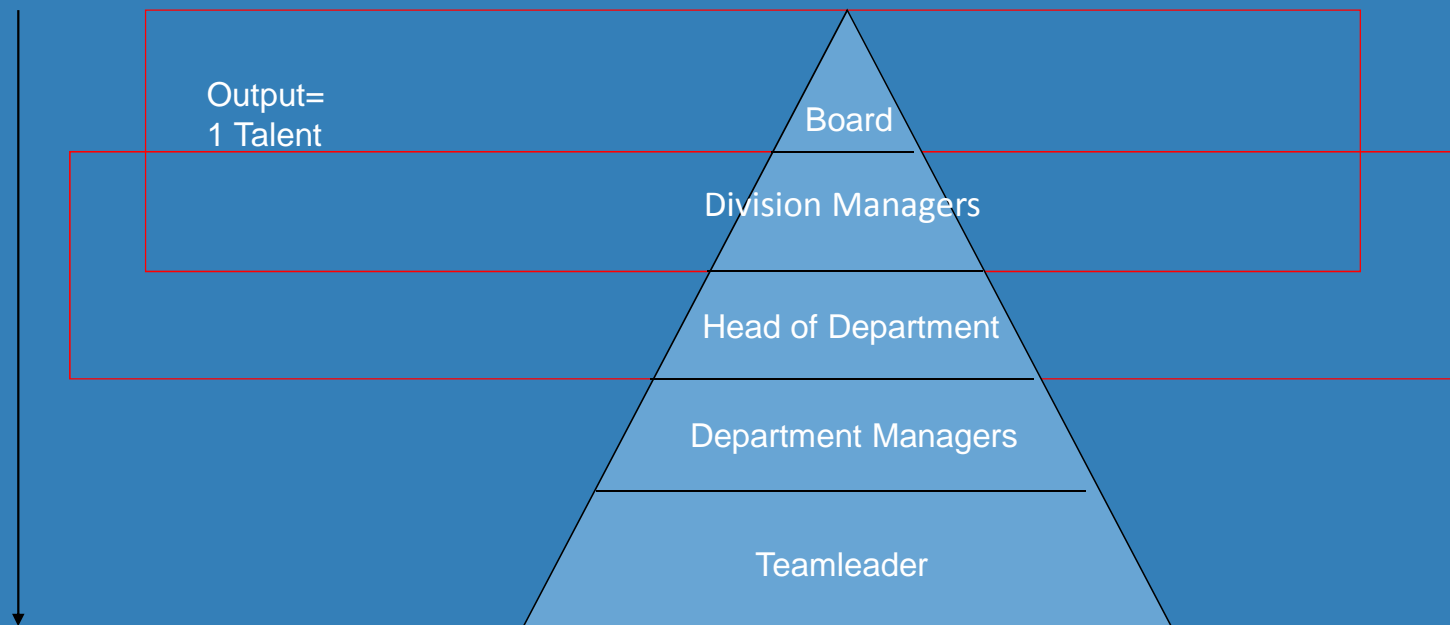 Output=
1 Talent
Board
Division Managers
Head of Department
Department Managers
Teamleader